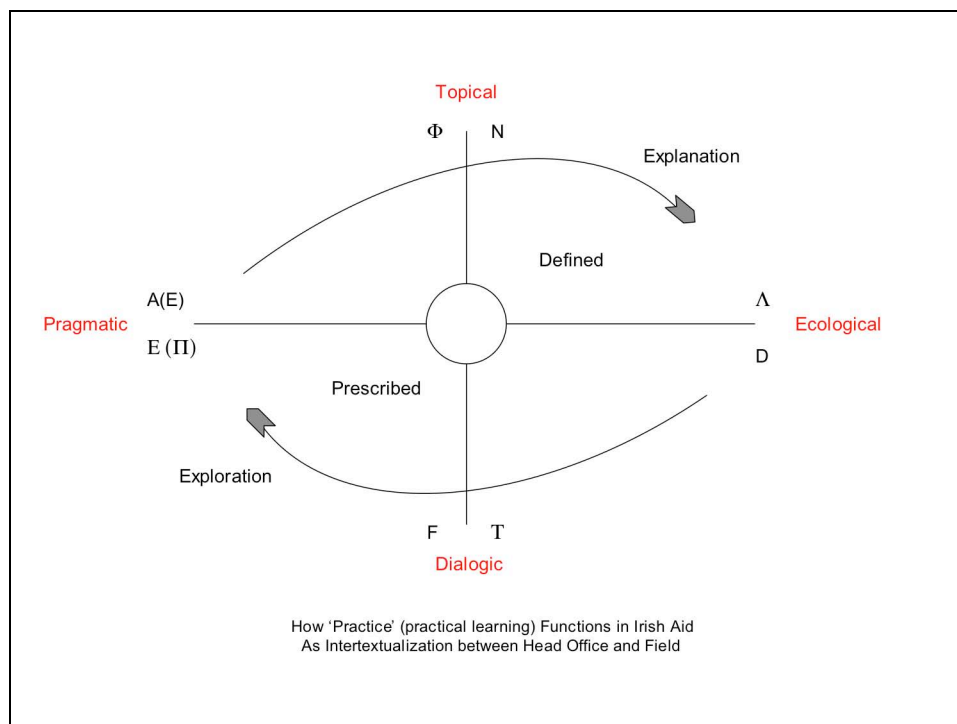 Topical
Φ N
Explanation
Defined
A(E) Λ
Pragmatic Ecological
E (Π) D
Prescribed
Exploration
F T
Dialogic
How ‘Practice’ (practical learning) Functions in Irish Aid
As Intertextualization between Head Office and Field